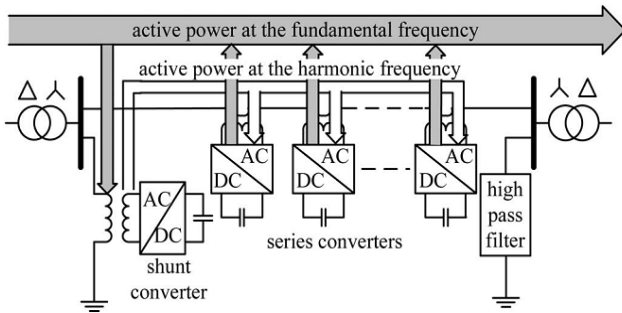 active power at the fundamental frequency
active power at the harmonic frequency
Δ Y
Y Δ
AC
DC
AC
DC
AC
DC
AC
DC
high
pass
filter
series converters
shunt
converter